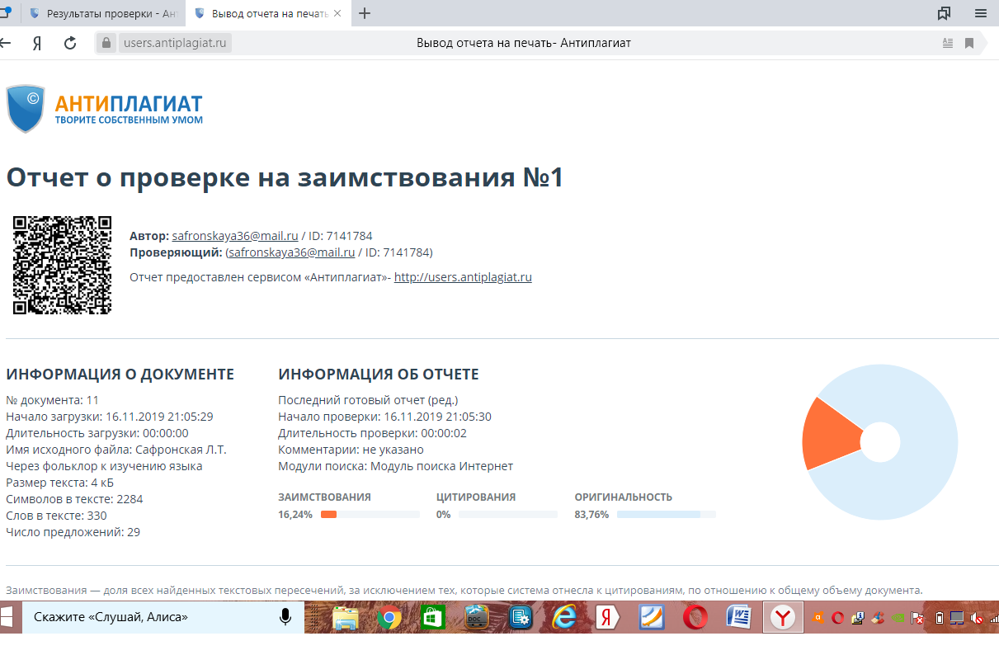 Результаты проверки - Ан
Вывод отчета на печать
users.antiplagiat.ru
Вывод отчета на печать- Антиплагиат
©
АНТИПЛАГИАТ
ТВОРИТЕ СОБСТВЕННЫМ УМОМ
Отчет о проверке на заимствования №1
Автор: safronskaya36@mail.ru / ID: 7141784
Проверяющий: (safronskaya36@mail.ru / ID: 7141784)
Отчет предоставлен сервисом «Антиплагиат»- http://users.antiplagiat.ru
ИНФОРМАЦИЯ О ДОКУМЕНТЕ
№ документа: 11
Начало загрузки: 16.11.2019 21:05:29
Длительность загрузки: 00:00:00
Имя исходного файла: Сафронская Л.Т.
Через фольклор к изучению языка
Размер текста: 4 кБ
Cимволов в тексте: 2284
Слов в тексте: 330
Число предложений: 29
ИНФОРМАЦИЯ ОБ ОТЧЕТЕ
Последний готовый отчет (ред.)
Начало проверки: 16.11.2019 21:05:30
Длительность проверки: 00:00:02
Комментарии: не указано
Модули поиска: Модуль поиска Интернет
ЗАИМСТВОВАНИЯ
16,24%
ЦИТИРОВАНИЯ
0%
ОРИГИНАЛЬНОСТЬ
83,76%
Заимствования — доля всех найденных текстовых пересечений, за исключением тех, которые система отнесла к цитированиям, по отношению к общему объему документа.
Скажите «Слушай, Алиса»